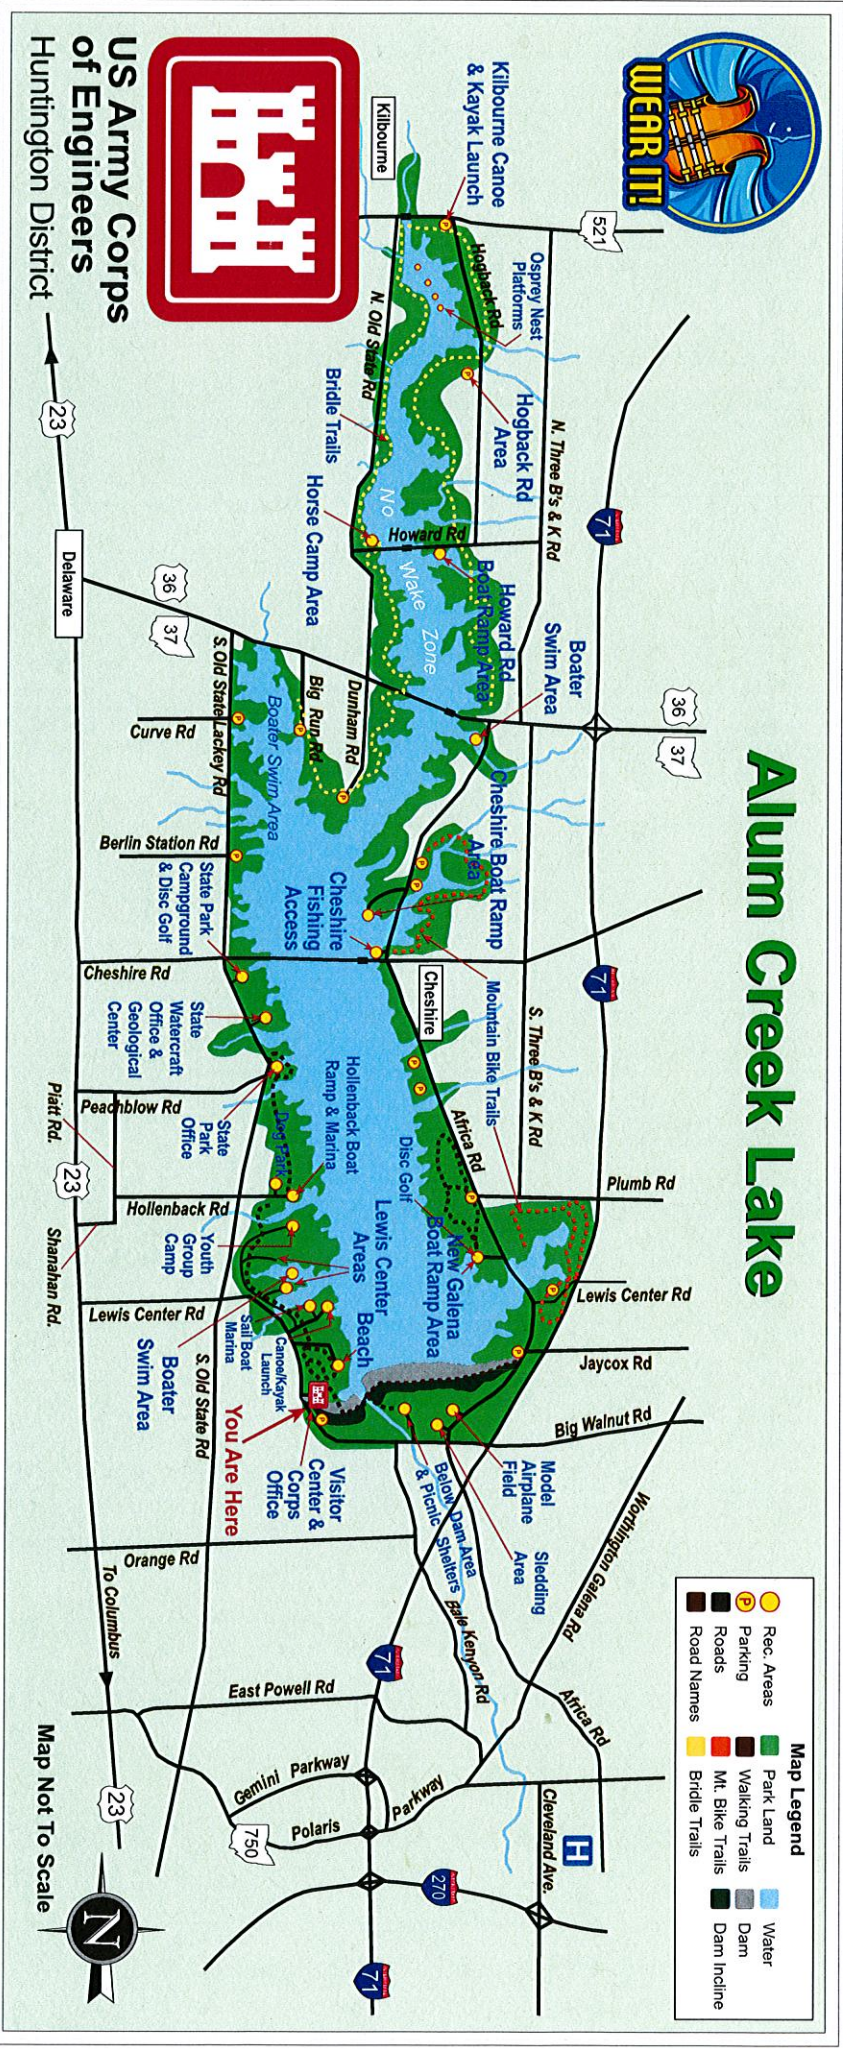 Alum Creek Lake
WEAR IT!
US Army Corps
of Engineers
Huntington District
Kilbourne Canoe
& Kayak Launch
Kilbourne
521
Hogback Rd
Osprey Nest
Platforms
N. Old State Rd
Bridle Trails
Hogback Rd
Area
N. Three B's & K Rd
71
Horse Camp Area
Howard Rd
No
Wake
Zone
Howard Rd
Boat Ramp Area
Boater
Swim Area
23
Delaware
36
37
36
37
S. Old State
Lackey Rd
Curve Rd
Big Run Rd
Dunham Rd
Boater Swim Area
Berlin Station Rd
Cheshire Boat Ramp
Area
Cheshire
Fishing
Access
State Park
Campground
& Disc Golf
Cheshire Rd
Cheshire
Mountain Bike Trails
71
S. Three B's & K Rd
State
Watercraft
Office &
Geological
Center
State
Park
Office
Peachblow Rd
Piatt Rd.
23
Shanahan Rd.
Hollenback Boat
Ramp & Marina
Dog Park
Hollenback Rd
Africa Rd
Disc Golf
Plumb Rd
New Galena
Boat Ramp Area
Lewis Center
Areas
Youth
Group
Camp
Lewis Center Rd
Lewis Center Rd
Boater
Swim Area
Sail Boat
Marina
Canoe/Kayak
Launch
Beach
Jaycox Rd
S. Old State Rd
You Are Here
Visitor
Center &
Corps
Office
Big Walnut Rd
Model
Airplane
Field
Below Dam Area
& Picnic Shelters
Sledding
Area
Worthington Galena Rd
Orange Rd
To Columbus
Bale Kenyon Rd
71
Africa Rd
East Powell Rd
Gemini Parkway
Polaris
Parkway
750
23
Cleveland Ave.
H
270
71
Map Not To Scale
N
Map Legend
Rec. Areas
Park Land
Water
P
Parking
Walking Trails
Dam
Roads
Mt. Bike Trails
Dam Incline
Road Names
Bridle Trails